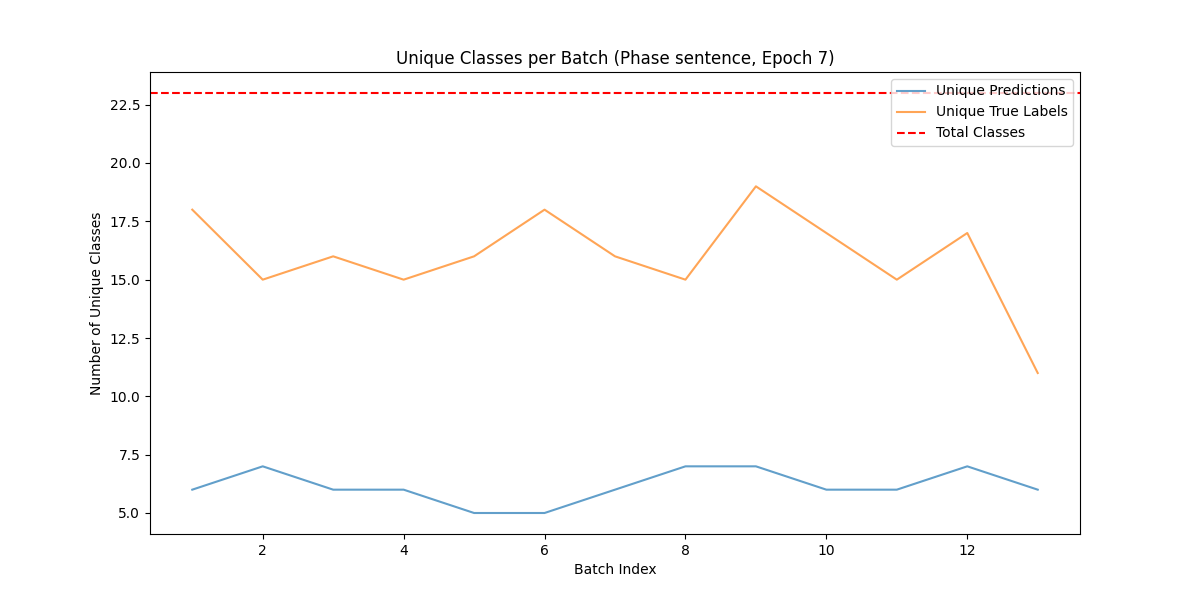 Unique Classes per Batch (Phase sentence, Epoch 7)
Unique Predictions
Unique True Labels
Total Classes
Number of Unique Classes
22.5
20.0
17.5
15.0
12.5
10.0
7.5
5.0
2 4 6 8 10 12
Batch Index